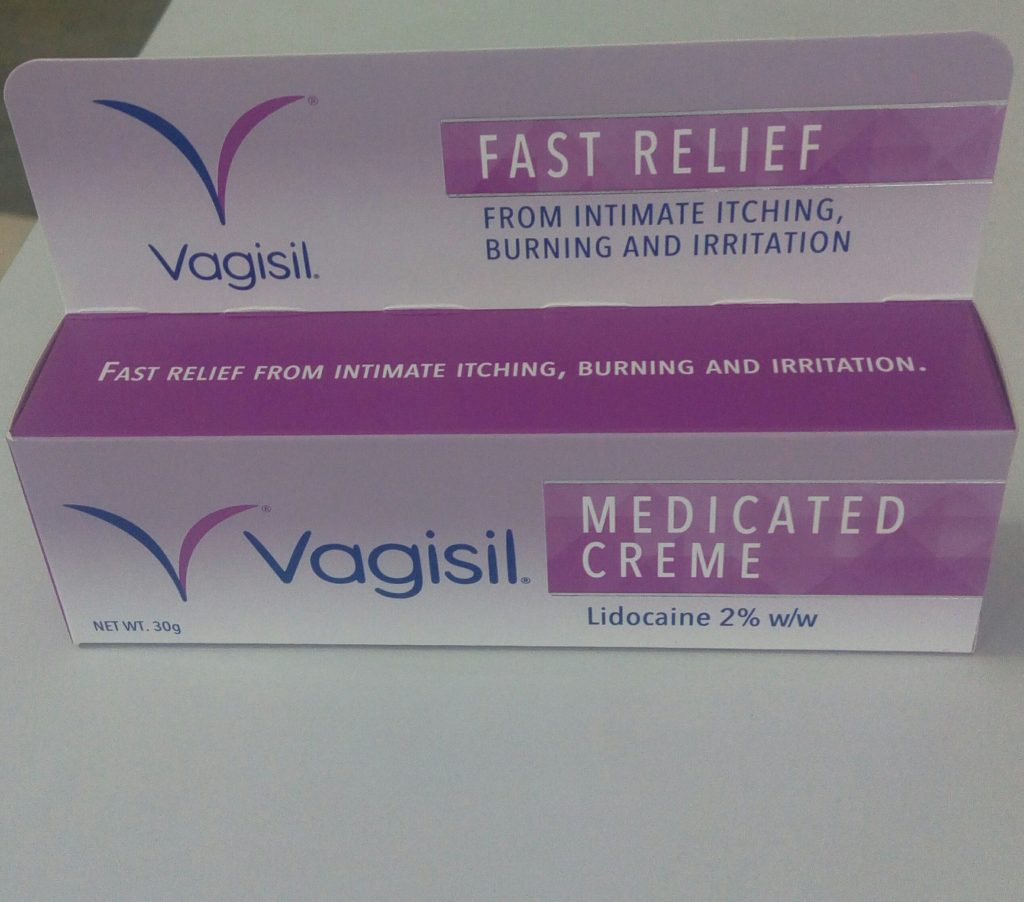 ®
Vagisil®
FAST RELIEF
FROM INTIMATE ITCHING,
BURNING AND IRRITATION
FAST RELIEF FROM INTIMATE ITCHING, BURNING AND IRRITATION.
®
Vagisil®
NET WT. 30g
MEDICATED
CREME
Lidocaine 2% w/w